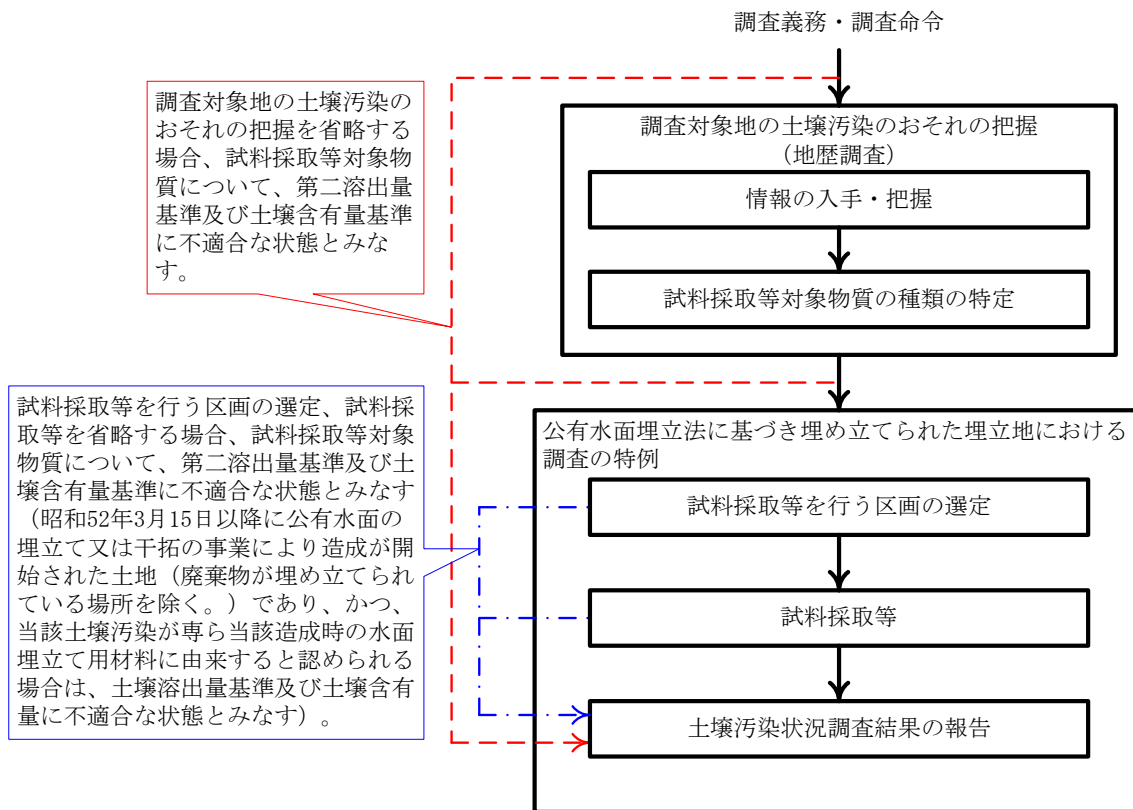 調査義務・調査命令
調査対象地の土壌汚染の
おそれの把握を省略する
場合、試料採取等対象物
質について、第二溶出量
基準及び土壌含有量基準
に不適合な状態とみな
す。
調査対象地の土壌汚染のおそれの把握
（地歴調査）
情報の入手・把握
試料採取等対象物質の種類の特定
試料採取等を行う区画の選定、試料採
取等を省略する場合、試料採取等対象
物質について、第二溶出量基準及び土
壌含有量基準に不適合な状態とみなす
（昭和52年3月15日以降に公有水面の
埋立て又は干拓の事業により造成が開
始された土地（廃棄物が埋め立てられ
ている場所を除く。）であり、かつ、
当該土壌汚染が専ら当該造成時の水面
埋立て用材料に由来すると認められる
場合は、土壌溶出量基準及び土壌含有
量に不適合な状態とみなす）。
公有水面埋立法に基づき埋め立てられた埋立地における
調査の特例
試料採取等を行う区画の選定
試料採取等
土壌汚染状況調査結果の報告